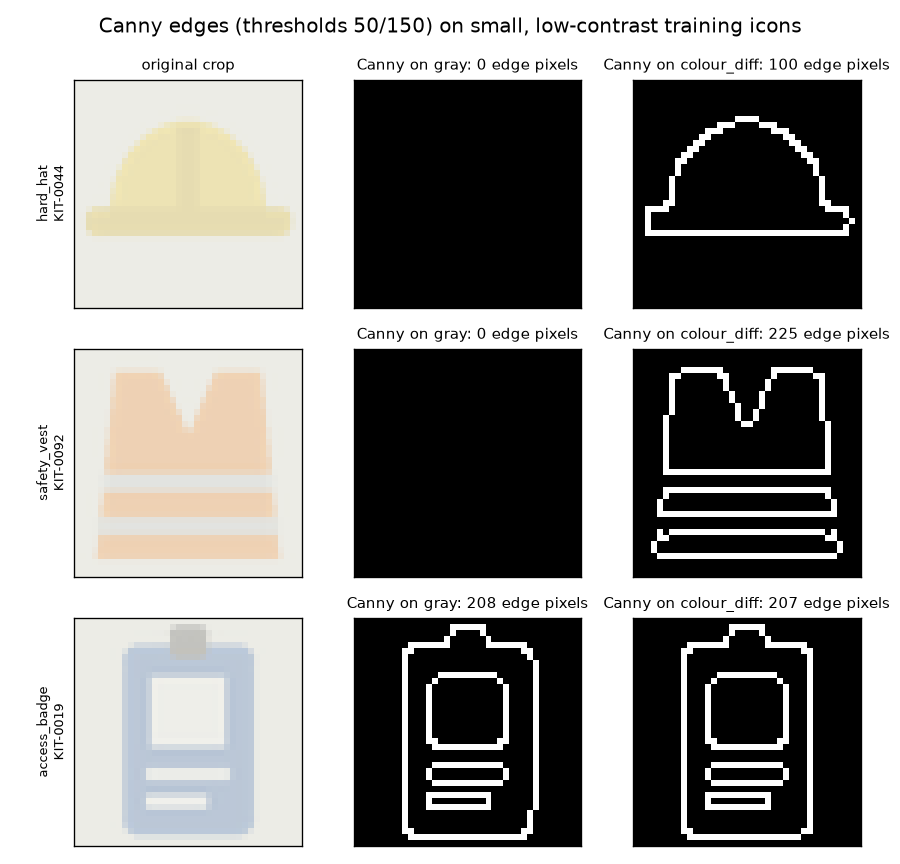 Canny edges (thresholds 50/150) on small, low-contrast training icons
original crop
Canny on gray: 0 edge pixels
Canny on colour_diff: 100 edge pixels
hard_hat
KIT-0044
Canny on gray: 0 edge pixels
Canny on colour_diff: 225 edge pixels
safety_vest
KIT-0092
Canny on gray: 208 edge pixels
Canny on colour_diff: 207 edge pixels
access_badge
KIT-0019